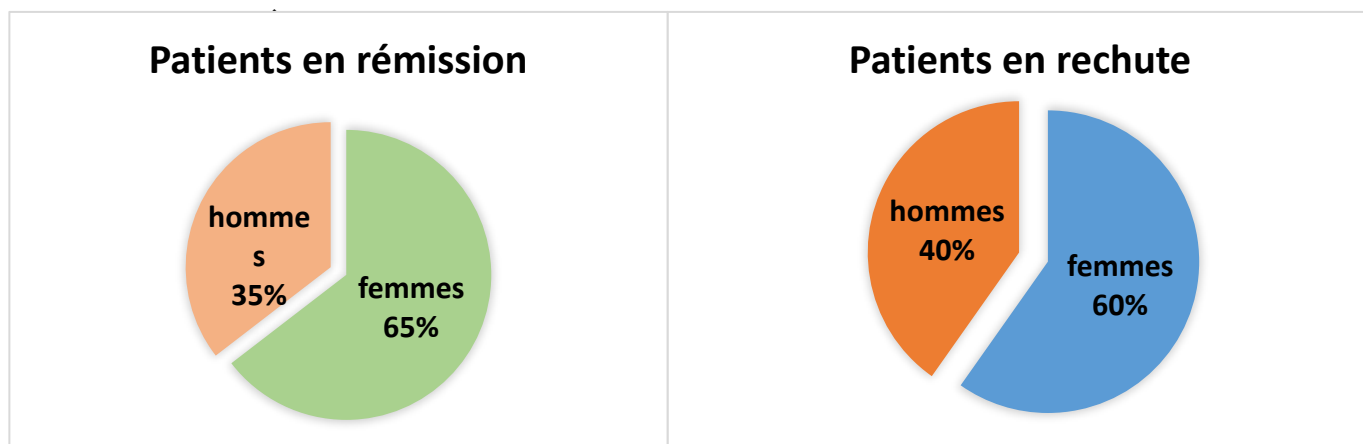 Patients en rémission
homme
s
35%
femmes
65%
Patients en rechute
hommes
40%
femmes
60%